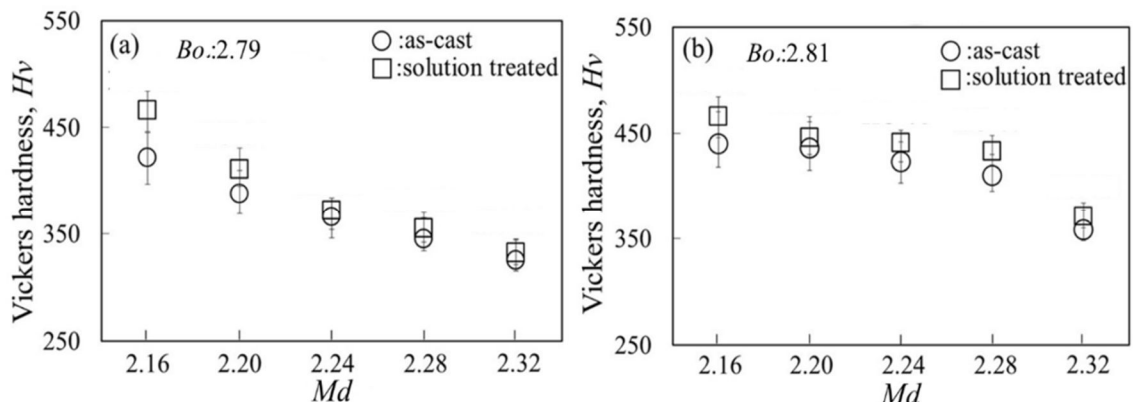 (a)
Bo.:2.79
:as-cast
:solution treated
Vickers hardness, Hv
550
450
350
250
2.16 2.20 2.24 2.28 2.32
Md
(b)
Bo.:2.81
:as-cast
:solution treated
Vickers hardness, Hv
550
450
350
250
2.16 2.20 2.24 2.28 2.32
Md